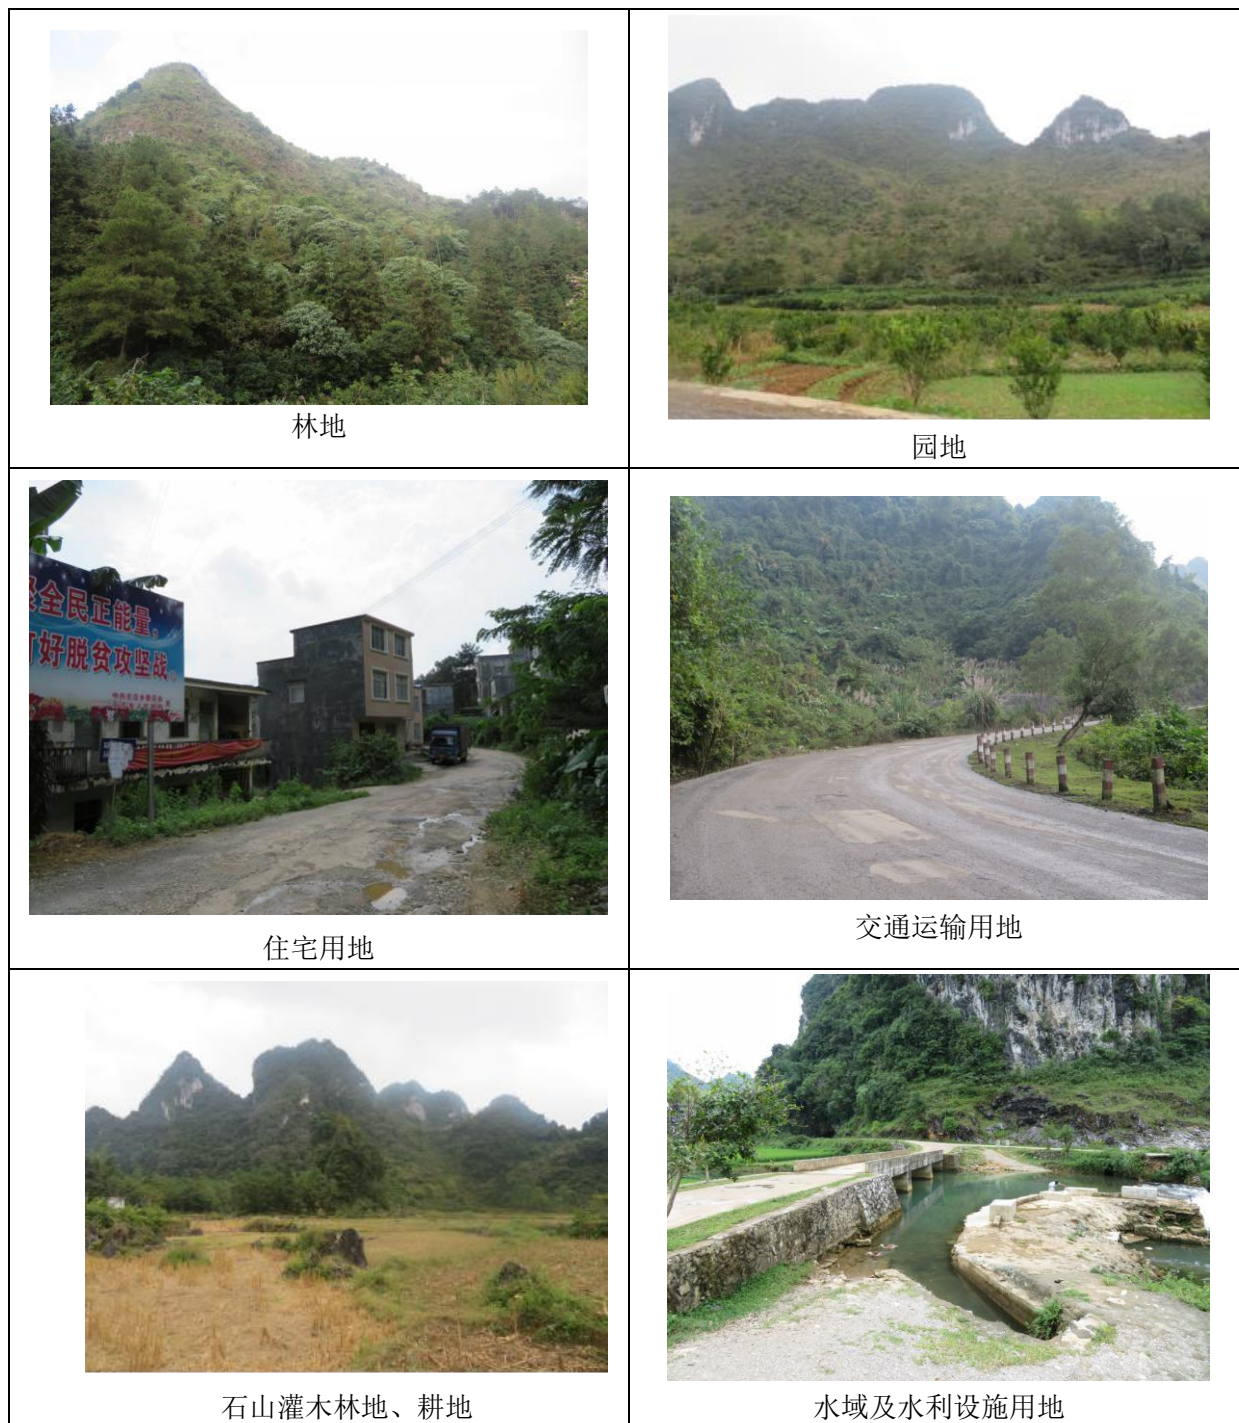 林地
园地
全民正能量。
好脱贫攻坚战。
住宅用地
交通运输用地
石山灌木林地、耕地
水域及水利设施用地